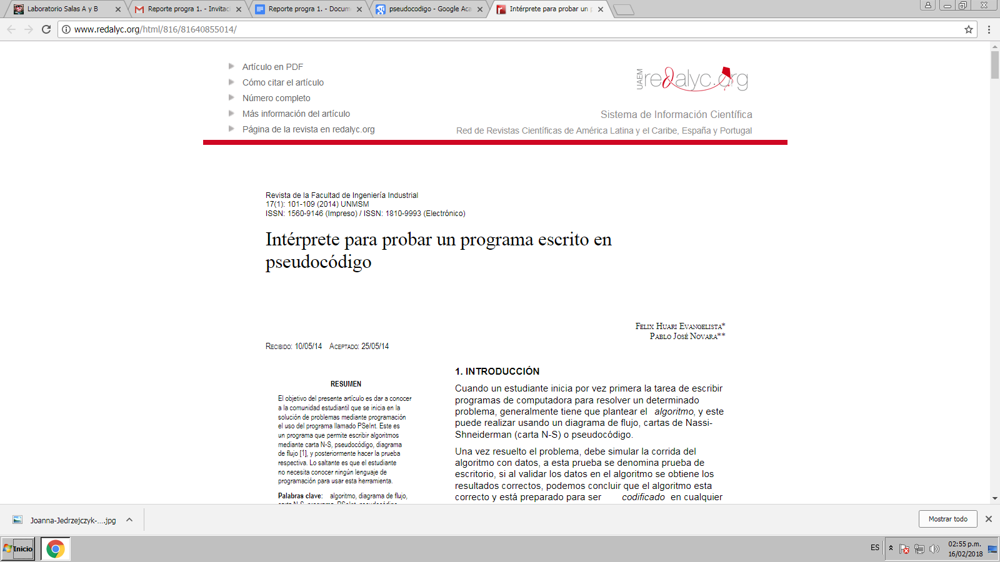 Laboratorio Salas A y B
Reporte progra 1. - Invitac
Reporte progra 1. - Docum
pseudocodigo - Google Aca
Intérprete para probar un p
www.redalyc.org/html/816/81640855014/
Artículo en PDF
Cómo citar el artículo
Número completo
Más información del artículo
Página de la revista en redalyc.org
UAEM redalyc.org
Sistema de Información Científica
Red de Revistas Científicas de América Latina y el Caribe, España y Portugal
Revista de la Facultad de Ingeniería Industrial
17(1): 101-109 (2014) UNMSM
ISSN: 1560-9146 (Impreso) / ISSN: 1810-9993 (Electrónico)
Intérprete para probar un programa escrito en
pseudocódigo
Felix Huari Evangelista*
Pablo José Novara**
Recibido: 10/05/14 Aceptado: 25/05/14
RESUMEN
El objetivo del presente artículo es dar a conocer
a la comunidad estudiantil que se inicia en la
solución de problemas mediante programación
el uso del programa llamado PSeInt. Este es
un programa que permite escribir algoritmos
mediante carta N-S, pseudocódigo, diagrama
de flujo [1], y posteriormente hacer la prueba
respectiva. Lo saltante es que el estudiante
no necesita conocer ningún lenguaje de
programación para usar esta herramienta.
Palabras clave: algoritmo, diagrama de flujo,
carta N-S, programa, PSeInt, pseudocódigo
1. INTRODUCCIÓN
Cuando un estudiante inicia por vez primera la tarea de escribir
programas de computadora para resolver un determinado
problema, generalmente tiene que plantear el algoritmo, y este
puede realizar usando un diagrama de flujo, cartas de Nassi-
Shneiderman (carta N-S) o pseudocódigo.
Una vez resuelto el problema, debe simular la corrida del
algoritmo con datos, a esta prueba se denomina prueba de
escritorio, si al validar los datos en el algoritmo se obtiene los
resultados correctos, podemos concluir que el algoritmo esta
correcto y está preparado para ser codificado en cualquier
Joanna-Jedrzejczyk-....jpg
Mostrar todo
Inicio
ES
02:55 p.m.
16/02/2018